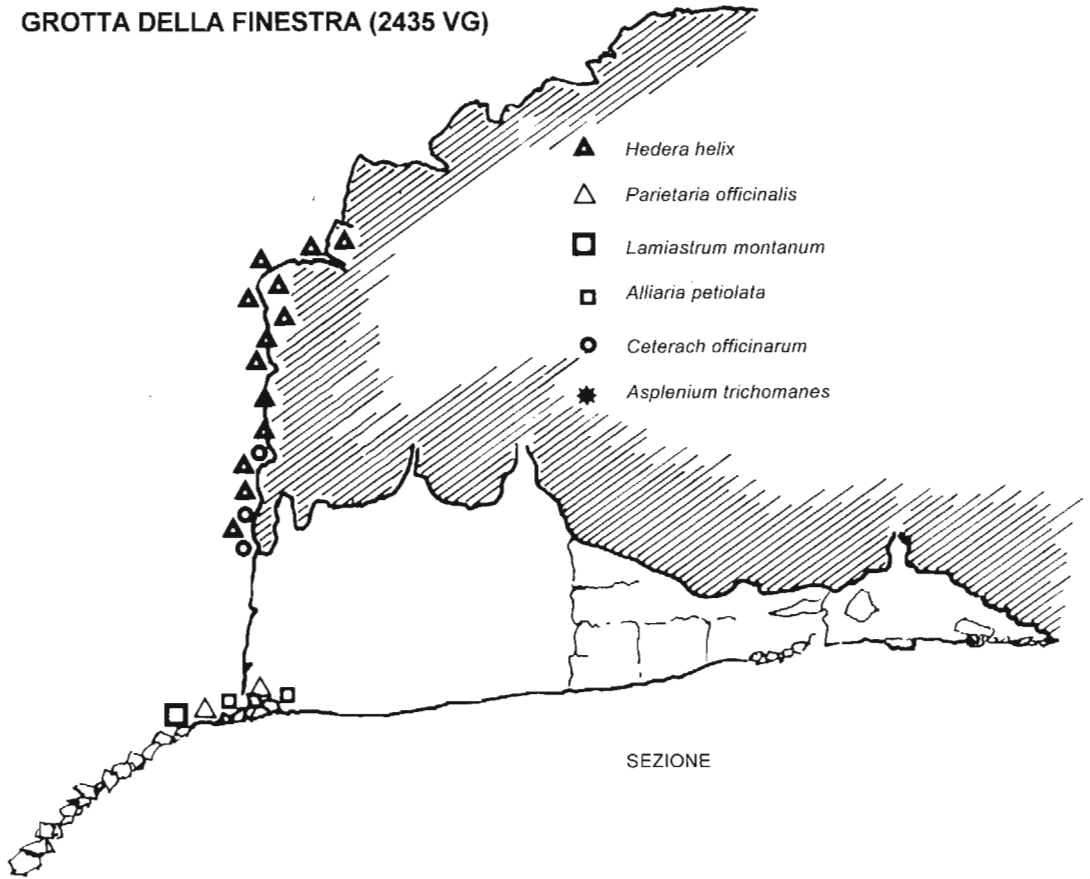 GROTTA DELLA FINESTRA (2435 VG)
Hedera helix
Parietaria officinalis
Lamiastrum montanum
Alliaria petiolata
Ceterach officinarum
Asplenium trichomanes
SEZIONE